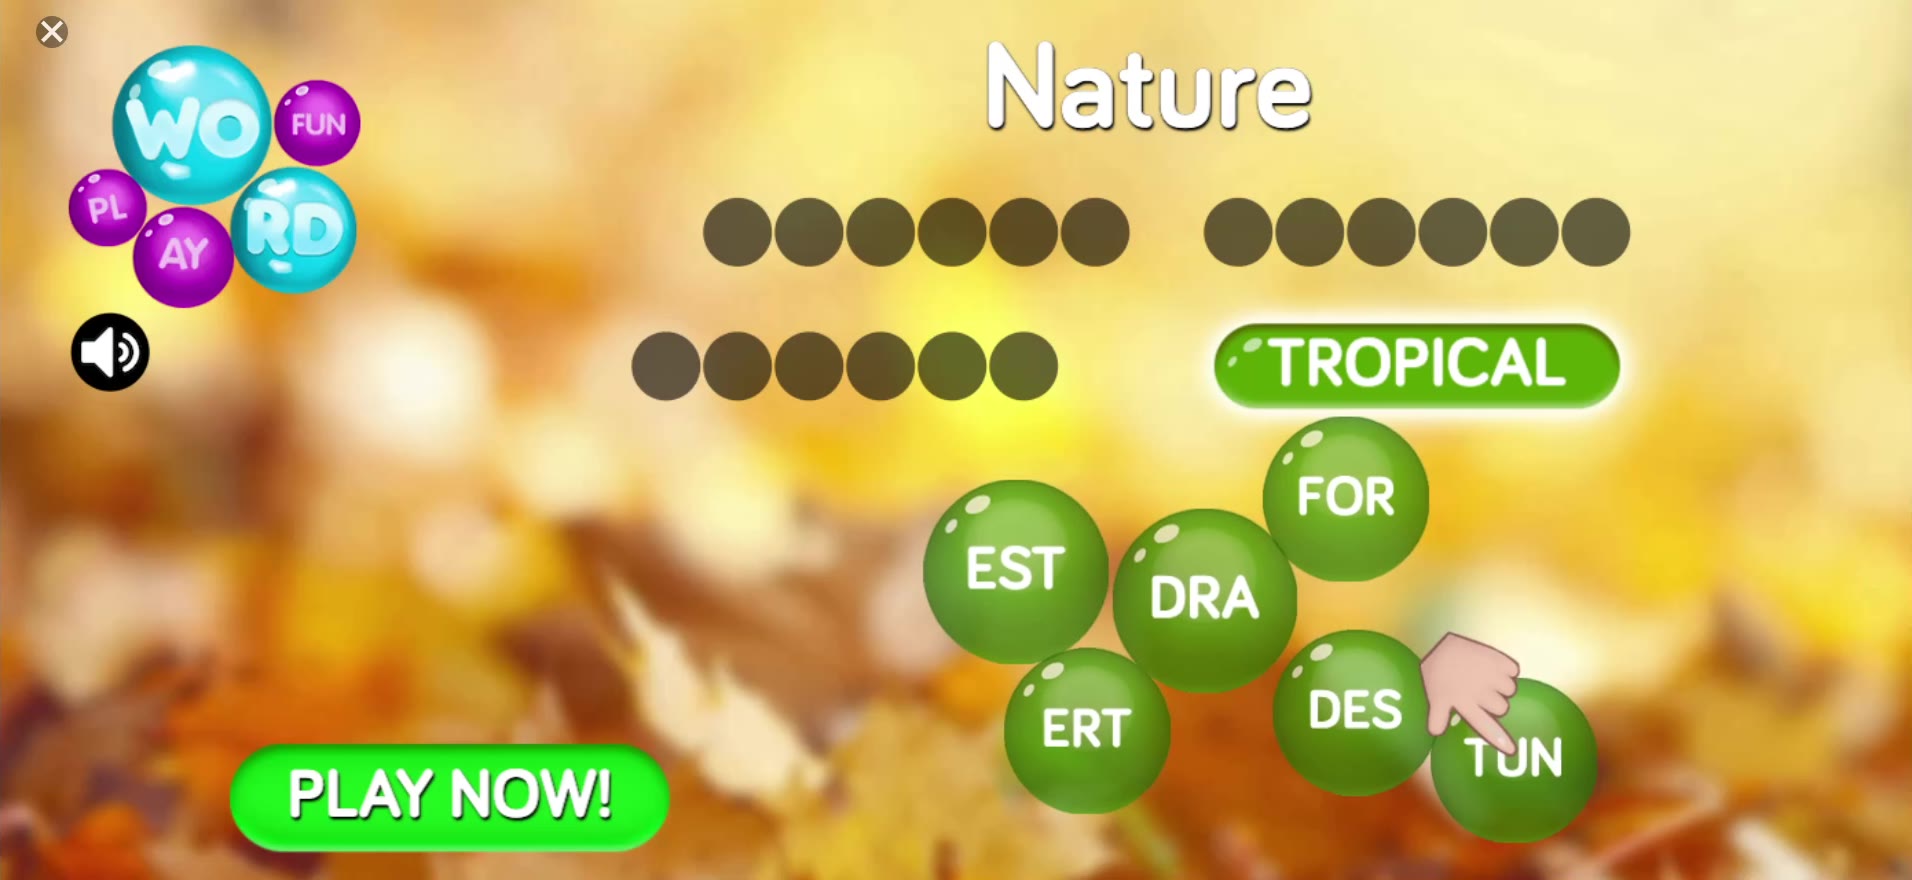 WO
FUN
PL
AY
RD
Nature
TROPICAL
FOR
EST
DRA
ERT
DES
TUN
PLAY NOW!